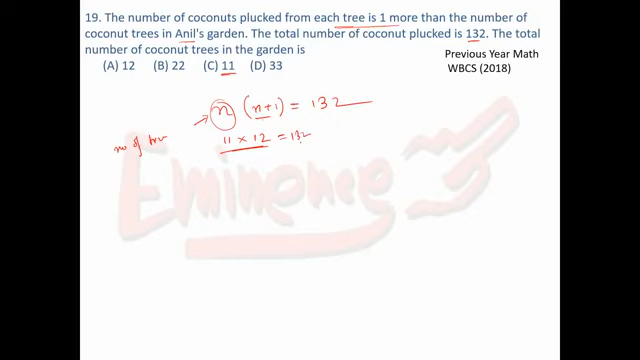 19. The number of coconuts plucked from each tree is 1 more than the number of
coconut trees in Anil's garden. The total number of coconut plucked is 132. The total
number of coconut trees in the garden is
(A) 12 (B) 22 (C) 11 (D) 33
Previous Year Math
WBCS (2018)
n (n+1) = 132
no of tree
11 × 12 = 132
Eminence